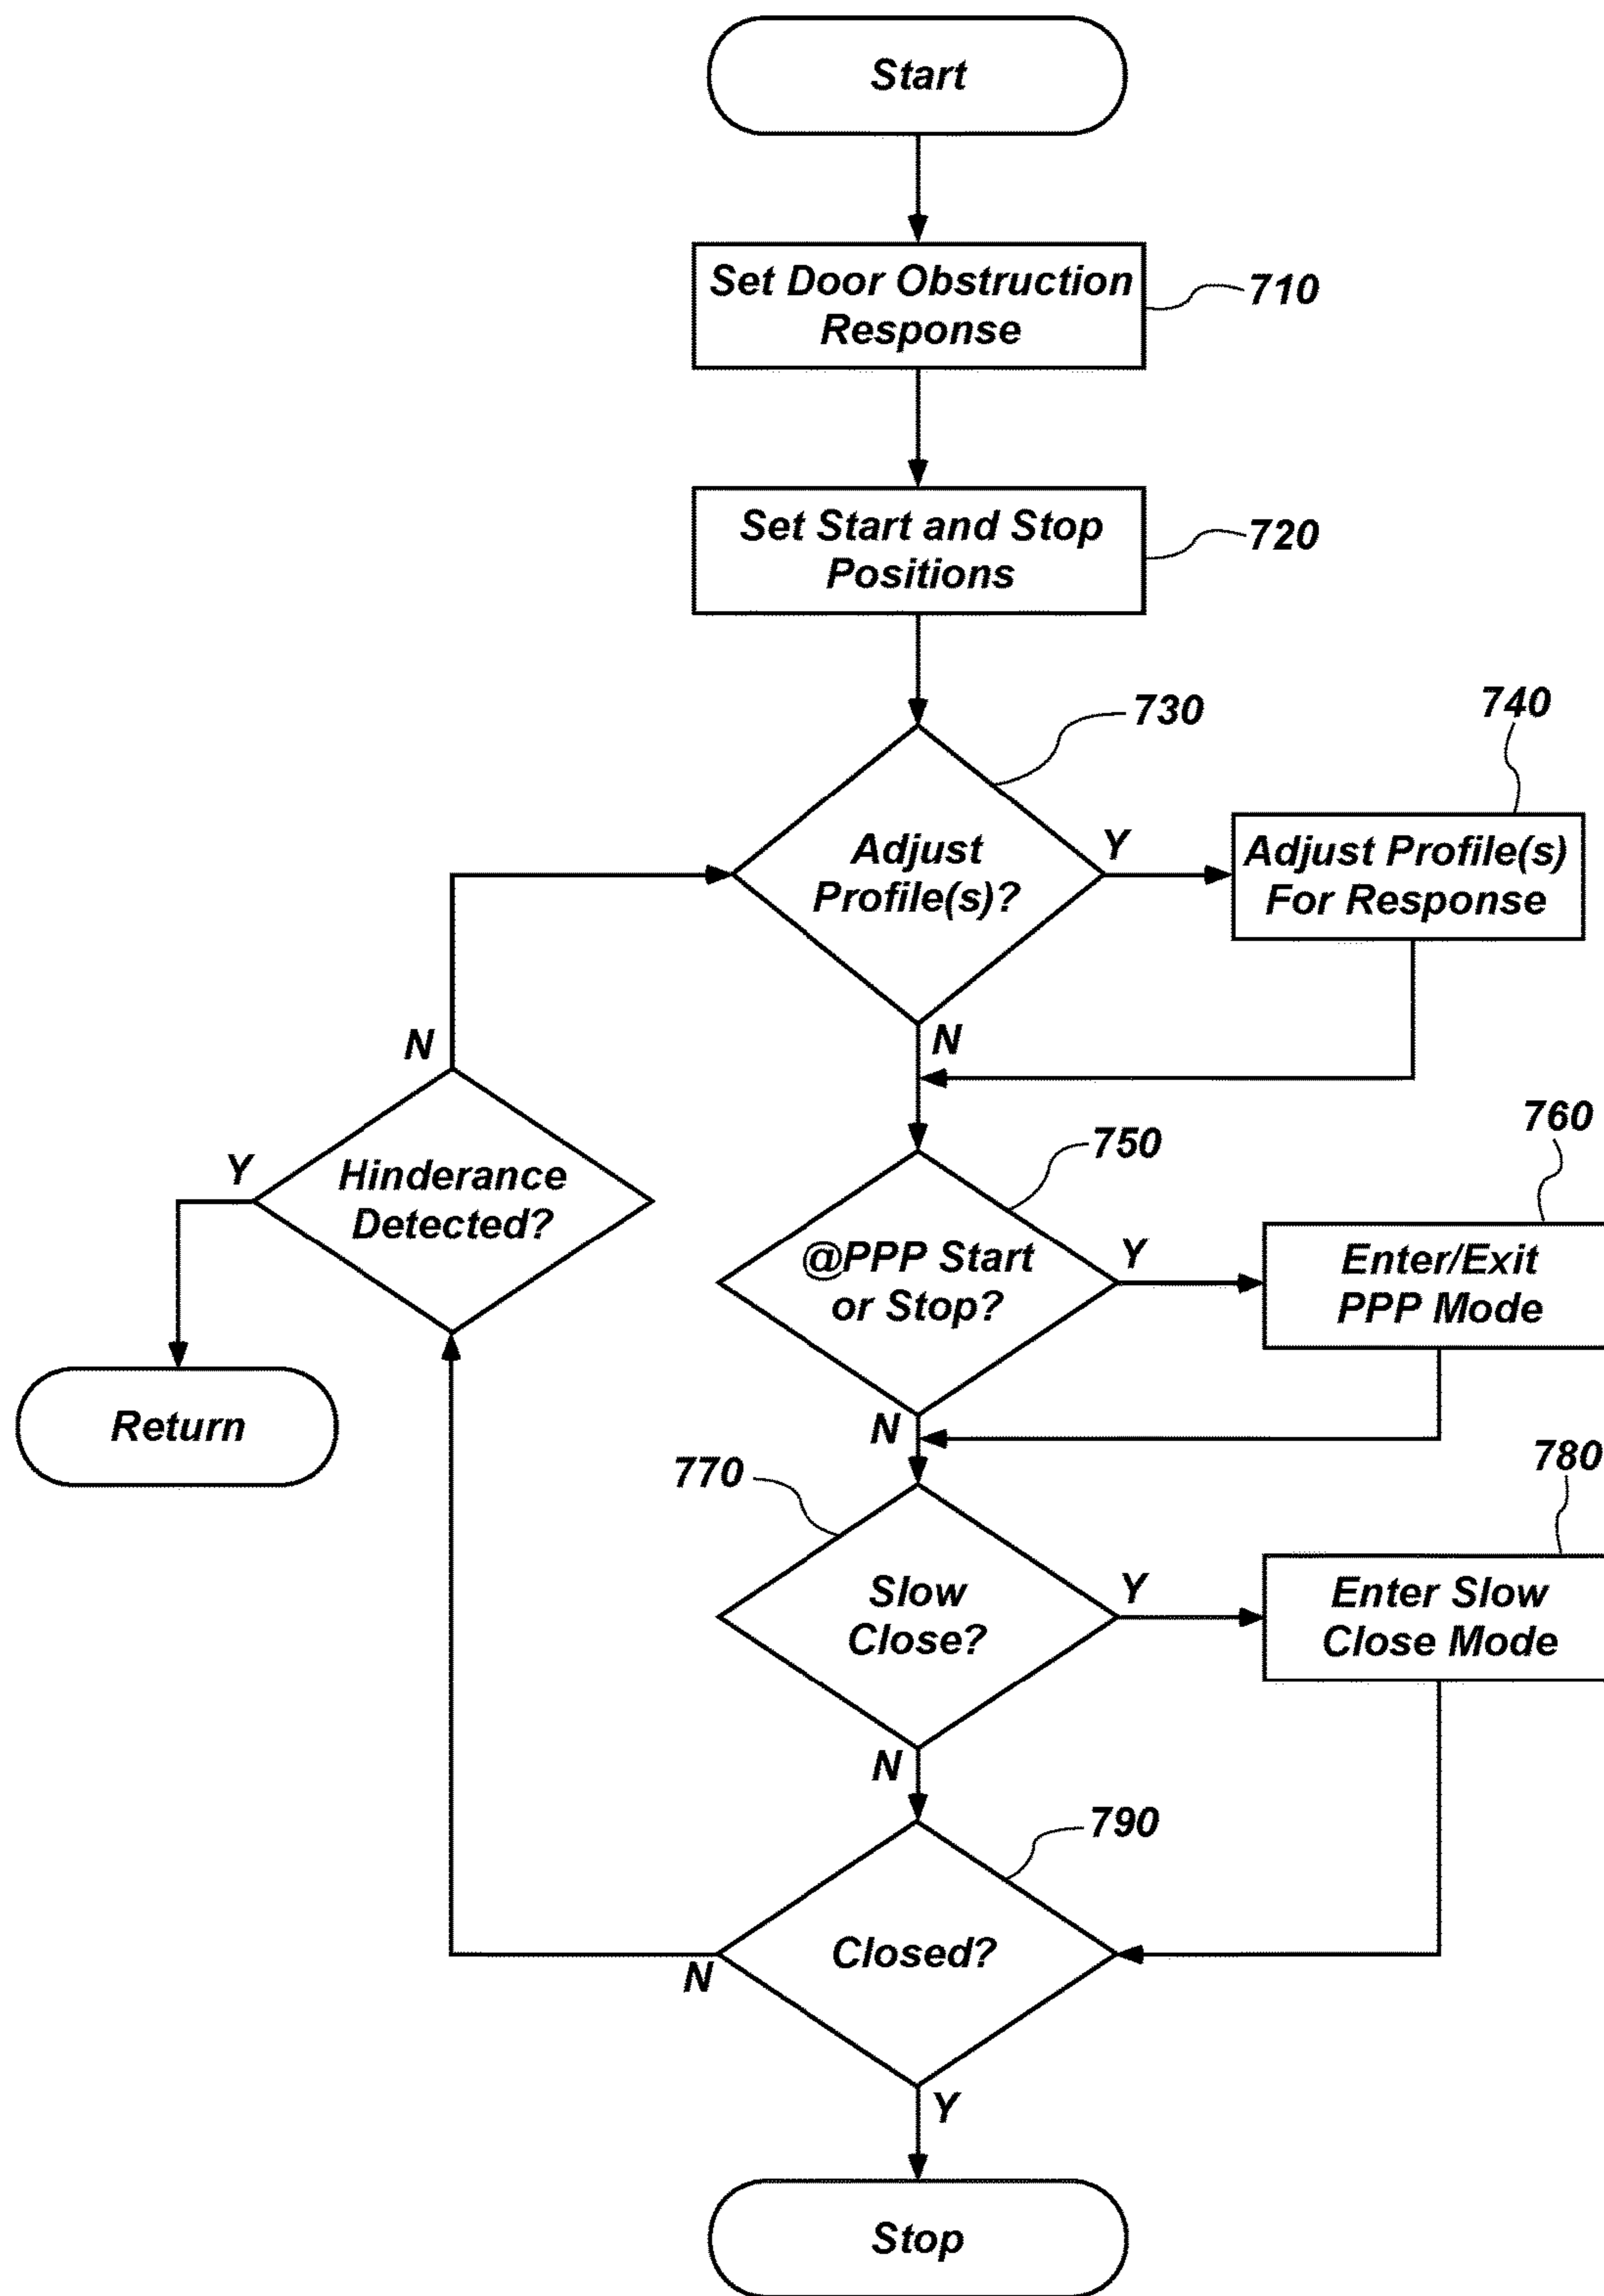 Start
Set Door Obstruction
Response
710
Set Start and Stop
Positions
720
730
740
Adjust
Profile(s)?
Y
Adjust Profile(s)
For Response
N
N
750
760
Y
Hinderance
Detected?
@PPP Start
or Stop?
Y
Enter/Exit
PPP Mode
Return
N
770
780
Slow
Close?
Y
Enter Slow
Close Mode
N
790
Closed?
N
Y
Stop